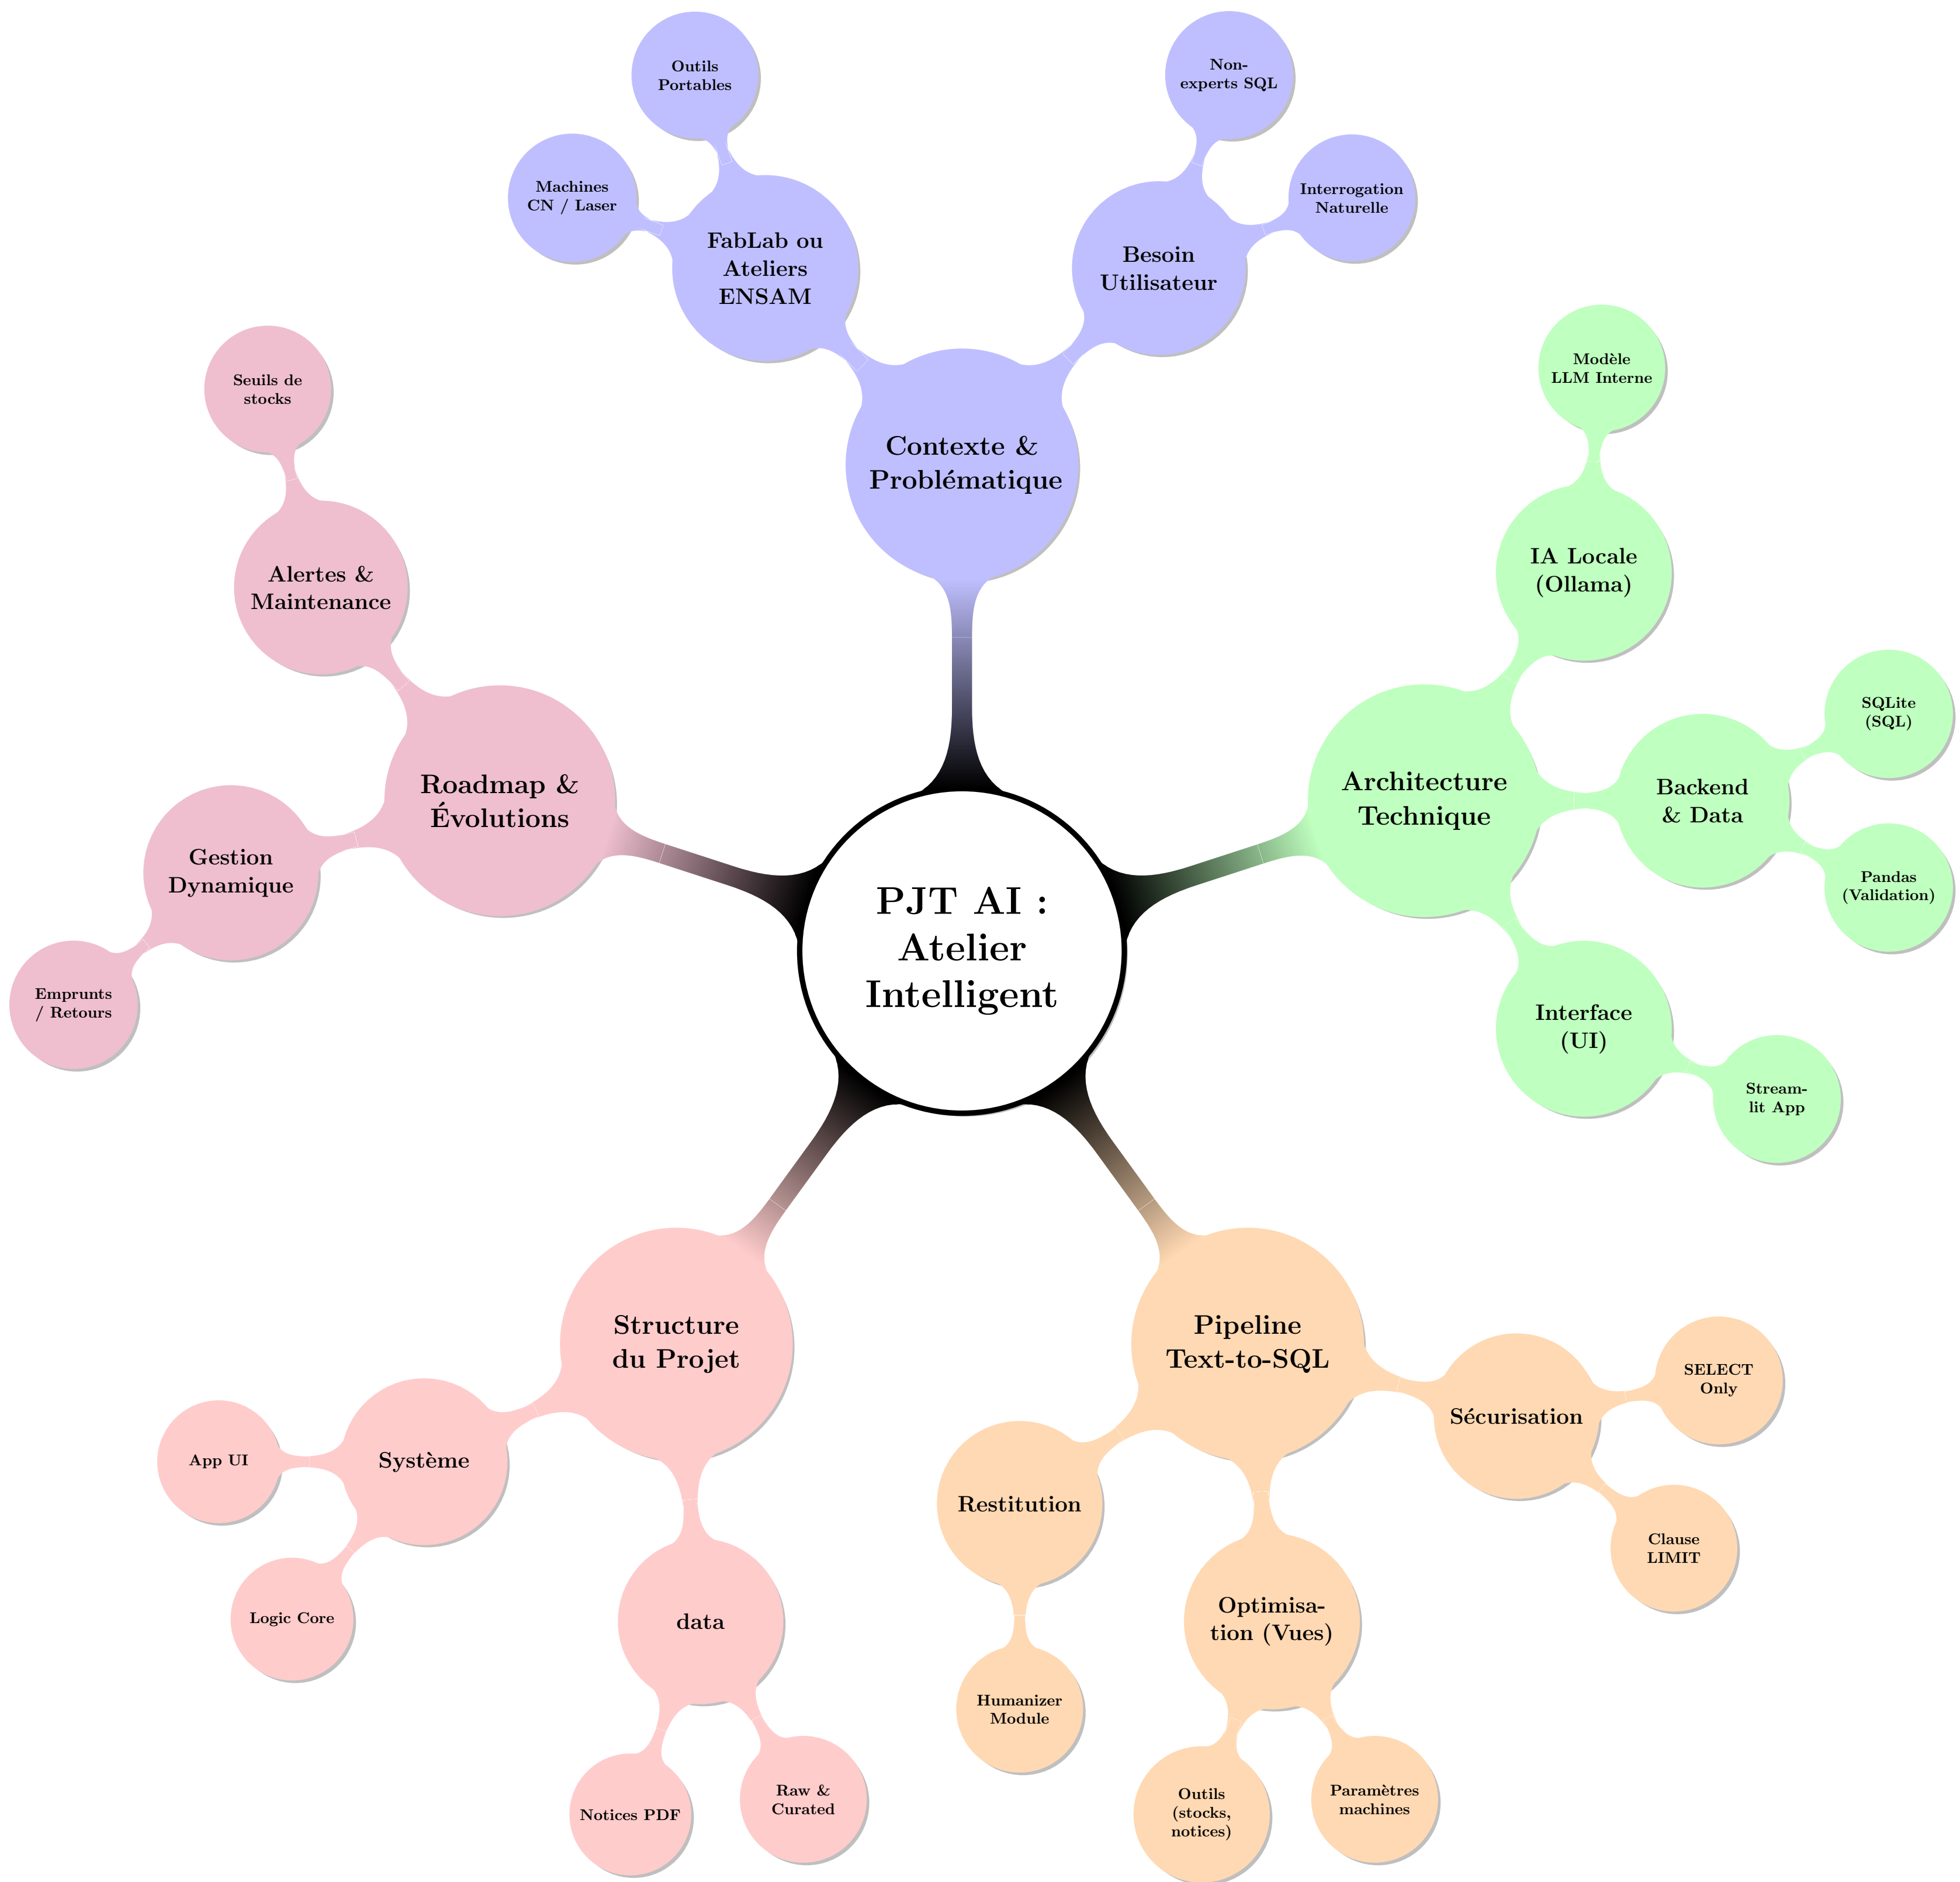 Outils
Portables
Non-
experts SQL
Machines
CN / Laser
Interrogation
Naturelle
FabLab ou
Ateliers
ENSAM
Besoin
Utilisateur
Contexte &
Problématique
Modèle
LLM Interne
IA Locale
(Ollama)
SQLite
(SQL)
Architecture
Technique
Backend
& Data
Pandas
(Validation)
Interface
(UI)
Stream-
lit App
Seuils de
stocks
Alertes &
Maintenance
Roadmap &
Évolutions
Gestion
Dynamique
Emprunts
/ Retours
PJT AI :
Atelier
Intelligent
Structure
du Projet
Système
App UI
Logic Core
data
Notices PDF
Raw &
Curated
Pipeline
Text-to-SQL
Sécurisation
SELECT
Only
Clause
LIMIT
Restitution
Humanizer
Module
Optimisa-
tion (Vues)
Outils
(stocks,
notices)
Paramètres
machines